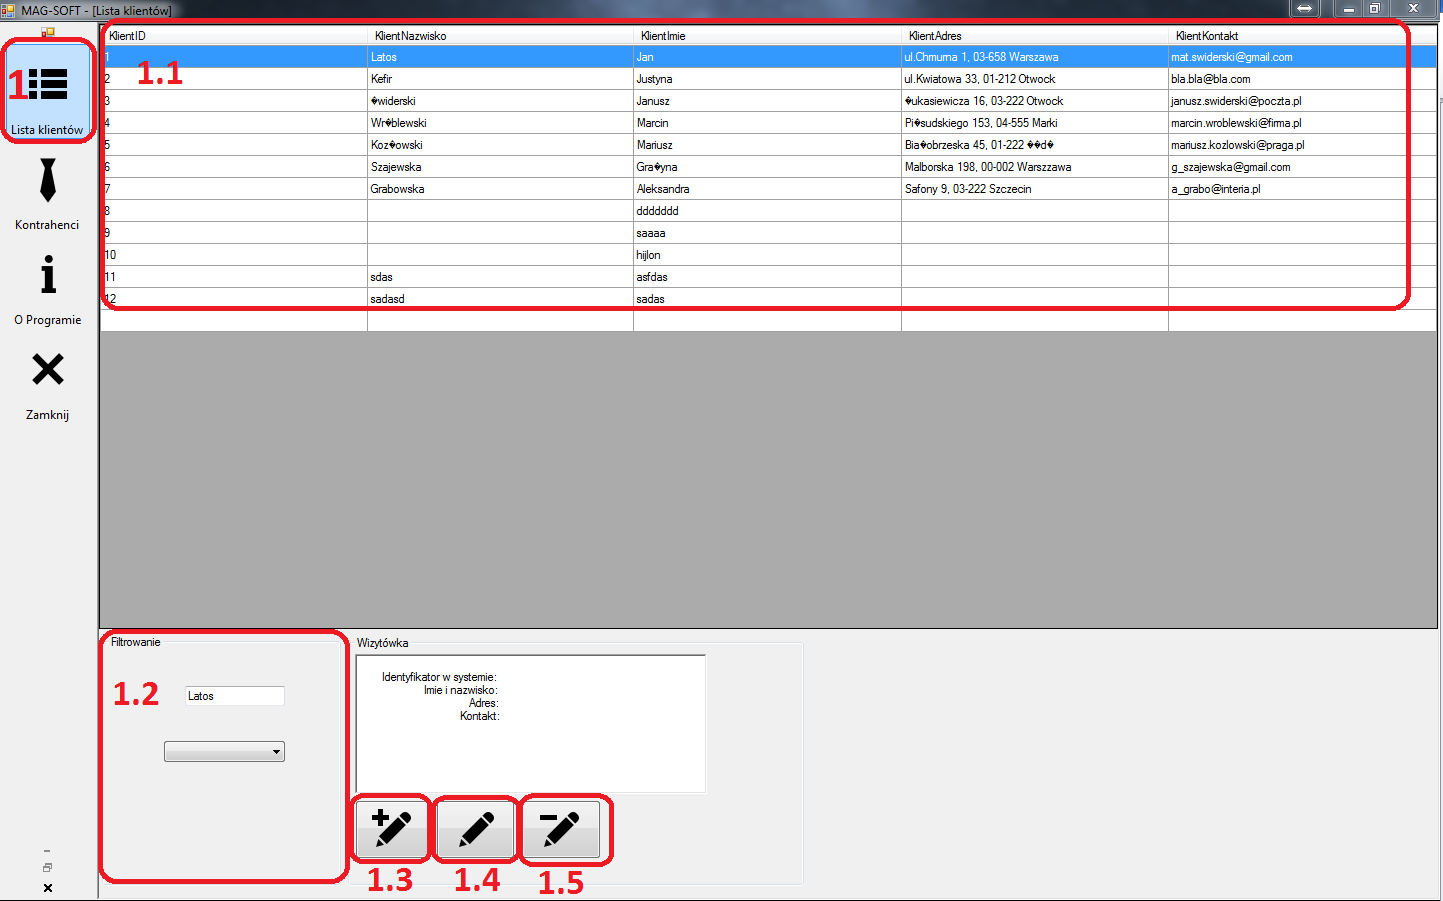 MAG-SOFT - [Lista klientów]
KlientID KlientNazwisko KlientImie KlientAdres KlientKontakt
1 Latos Jan ul.Chmurna 1, 03-658 Warszawa mat.swiderski@gmail.com
2 Kefir Justyna ul.Kwiatowa 33, 01-212 Otwock bla.bla@bla.com
3 �widerski Janusz �ukasiewicza 16, 03-222 Otwock janusz.swiderski@poczta.pl
4 Wr�blewski Marcin Pi�sudskiego 153, 04-555 Marki marcin.wroblewski@firma.pl
5 Koz�owski Mariusz Bia�obrzeska 45, 01-222 ��d� mariusz.kozlowski@praga.pl
6 Szajewska Gra�yna Malborska 198, 00-002 Warszzawa g_szajewska@gmail.com
7 Grabowska Aleksandra Safony 9, 03-222 Szczecin a_grabo@interia.pl
8 ddddddd
9 saaaa
10 hijlon
11 sdas asfdas
12 sadasd sadas
1.1
1
Lista klientów
Kontrahenci
O Programie
Zamknij
Filtrowanie
1.2
Latos
Wizytówka
Identyfikator w systemie:
Imie i nazwisko:
Adres:
Kontakt:
1.3 1.4 1.5